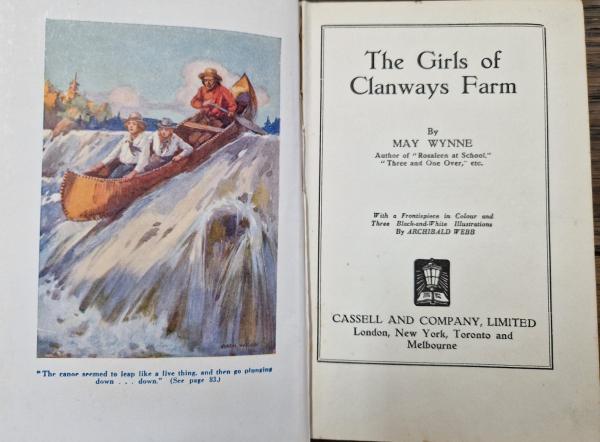 "The canoe seemed to leap like a live thing, and then go plunging
down . . . down." (See page 83.)
The Girls of
Clanways Farm
By
MAY WYNNE
Author of "Rosaleen at School,"
"Three and One Over," etc.
With a Frontispiece in Colour and
Three Black-and-White Illustrations
By ARCHIBALD WEBB
CASSELL AND COMPANY, LIMITED
London, New York, Toronto and
Melbourne